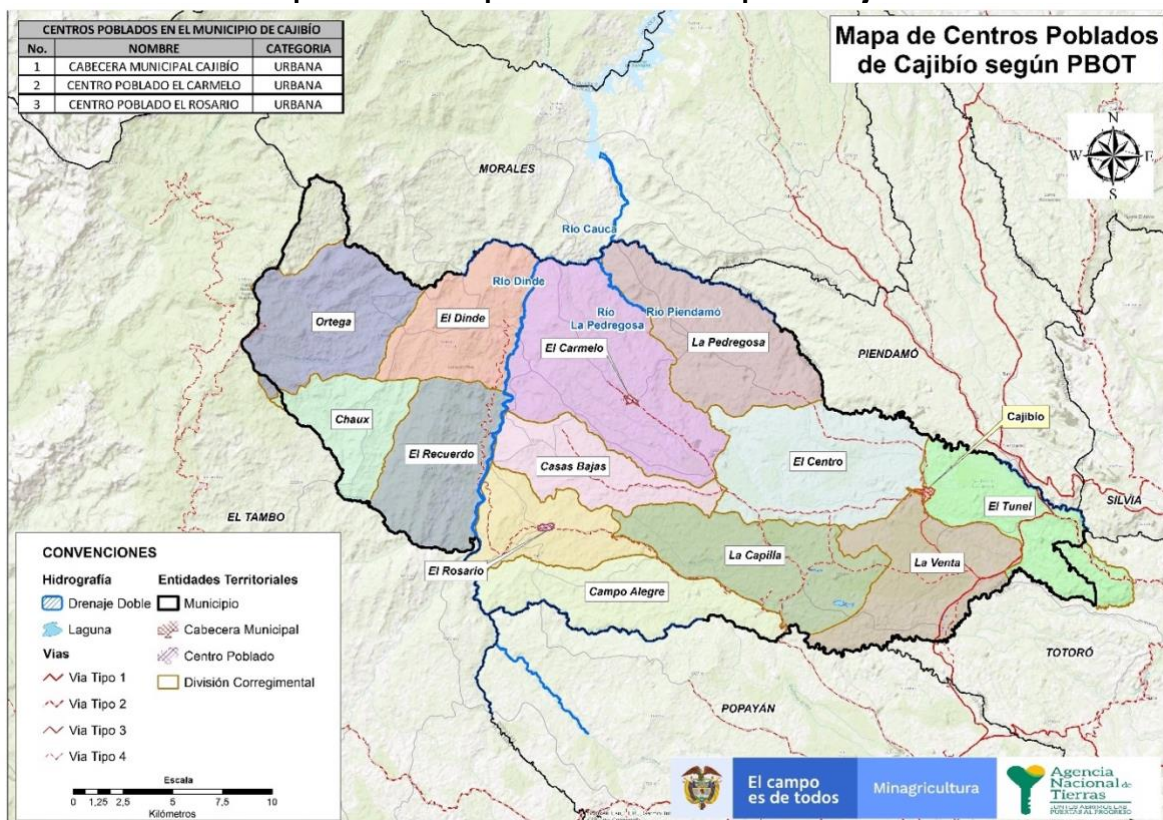 CENTROS POBLADOS EN EL MUNICIPIO DE CAJIBÍO
No. NOMBRE CATEGORIA
1 CABECERA MUNICIPAL CAJIBÍO URBANA
2 CENTRO POBLADO EL CARMELO URBANA
3 CENTRO POBLADO EL ROSARIO URBANA
Mapa de Centros Poblados
de Cajibío según PBOT
N
W E
S
MORALES
Río Cauca
Río Dinde
Río
La Pedregosa
Río Piendamó
Ortega
El Dinde
El Carmelo
La Pedregosa
PIENDAMÓ
Chaux
El Recuerdo
Casas Bajas
El Centro
Cajibío
El Tunel
SILVIA
EL TAMBO
El Rosario
La Capilla
La Venta
Campo Alegre
TOTORÓ
POPAYÁN
CONVENCIONES
Hidrografía
Drenaje Doble
Laguna
Vias
Via Tipo 1
Via Tipo 2
Via Tipo 3
Via Tipo 4
Entidades Territoriales
Municipio
Cabecera Municipal
Centro Poblado
División Corregimental
Escala
0 1,25 2,5 5 7,5 10
Kilómetros
El campo
es de todos
Minagricultura
Agencia
Nacional de
Tierras
JUNTOS ABRIMOS LAS
PUERTAS AL PROGRESO